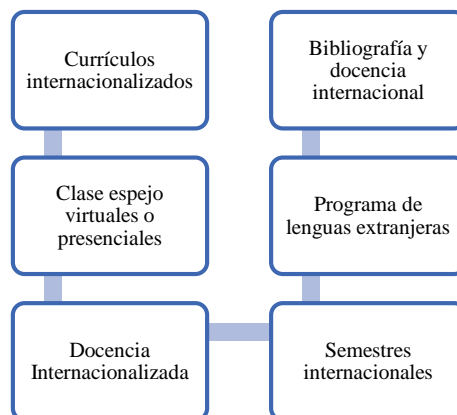 Currículos
internacionalizados
Clase espejo
virtuales o
presenciales
Docencia
Internacionalizada
Semestres
internacionales
Programa de
lenguas extranjeras
Bibliografía y
docencia
internacional